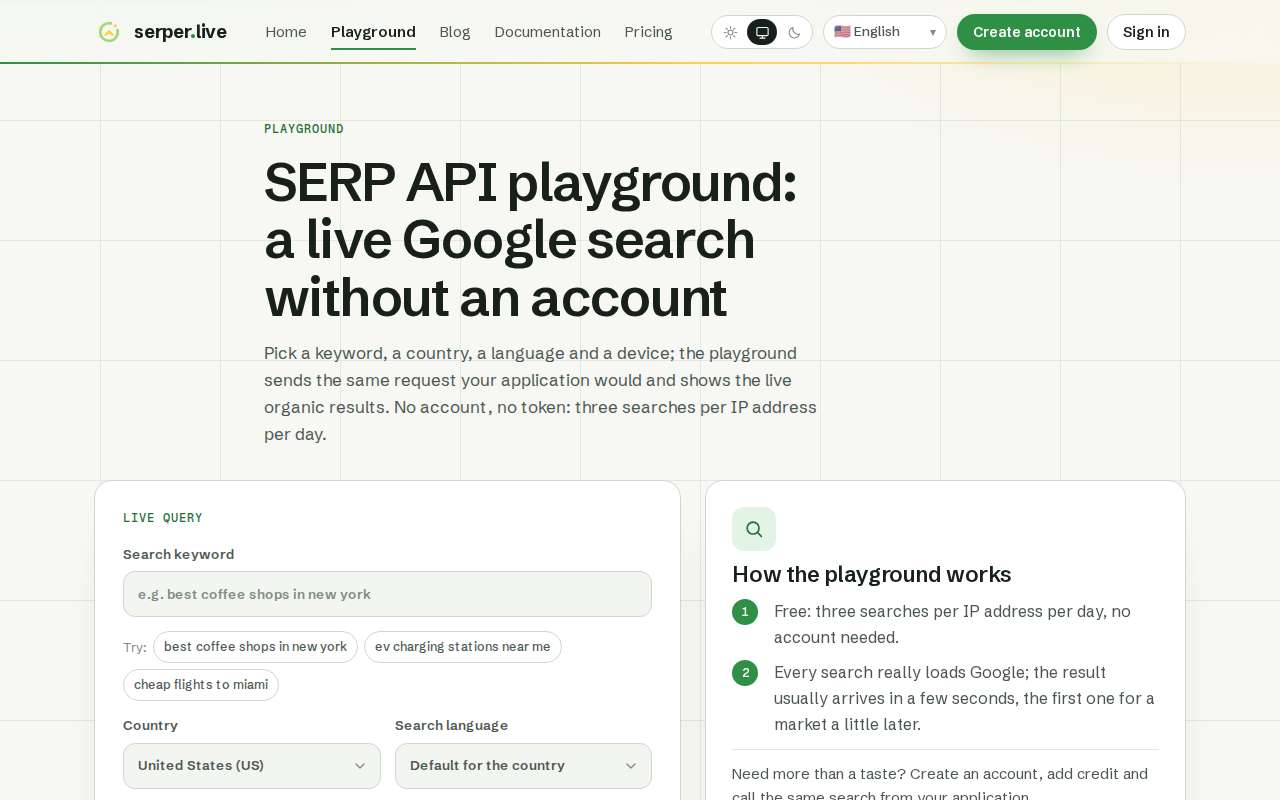 serper.live
Home
Playground
Blog
Documentation
Pricing
English
Create account
Sign in
PLAYGROUND
SERP API playground:
a live Google search
without an account
Pick a keyword, a country, a language and a device; the playground
sends the same request your application would and shows the live
organic results. No account, no token: three searches per IP address
per day.
LIVE QUERY
Search keyword
e.g. best coffee shops in new york
Try:
best coffee shops in new york
ev charging stations near me
cheap flights to miami
Country
Search language
United States (US)
Default for the country
How the playground works
1
Free: three searches per IP address per day, no
account needed.
2
Every search really loads Google; the result
usually arrives in a few seconds, the first one for a
market a little later.
Need more than a taste? Create an account, add credit and
call the same search from your application.